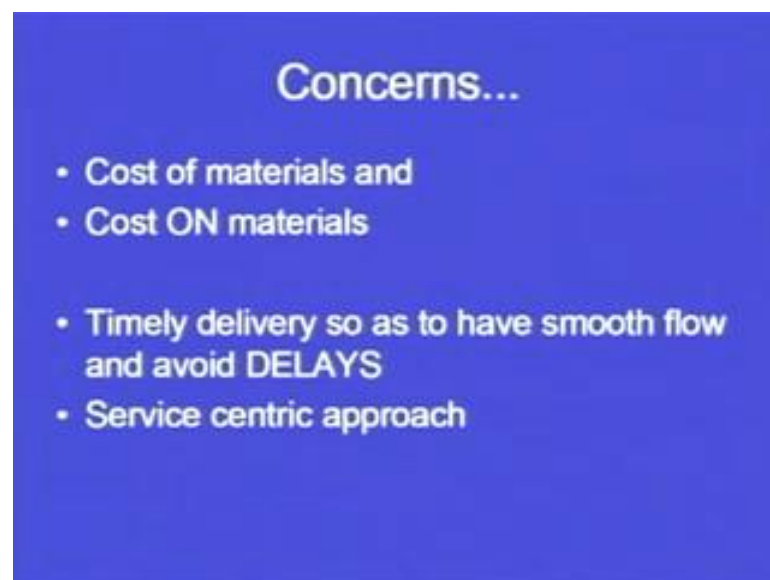 Concerns...
• Cost of materials and
• Cost ON materials
• Timely delivery so as to have smooth flow
and avoid DELAYS
• Service centric approach